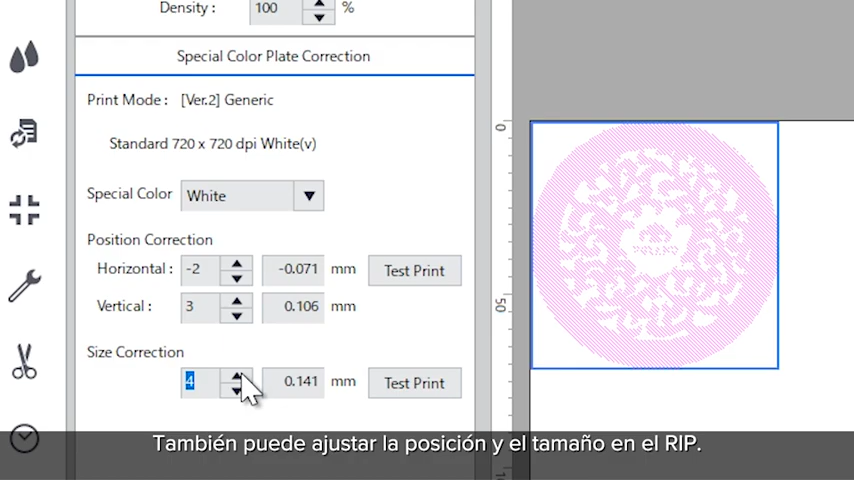 Density : 100 %
Special Color Plate Correction
Print Mode : [Ver.2] Generic
Standard 720 x 720 dpi White(v)
Special Color White
Position Correction
Horizontal : -2 -0.071 mm Test Print
Vertical : 3 0.106 mm
Size Correction
4 0.141 mm Test Print
0
50
También puede ajustar la posición y el tamaño en el RIP.